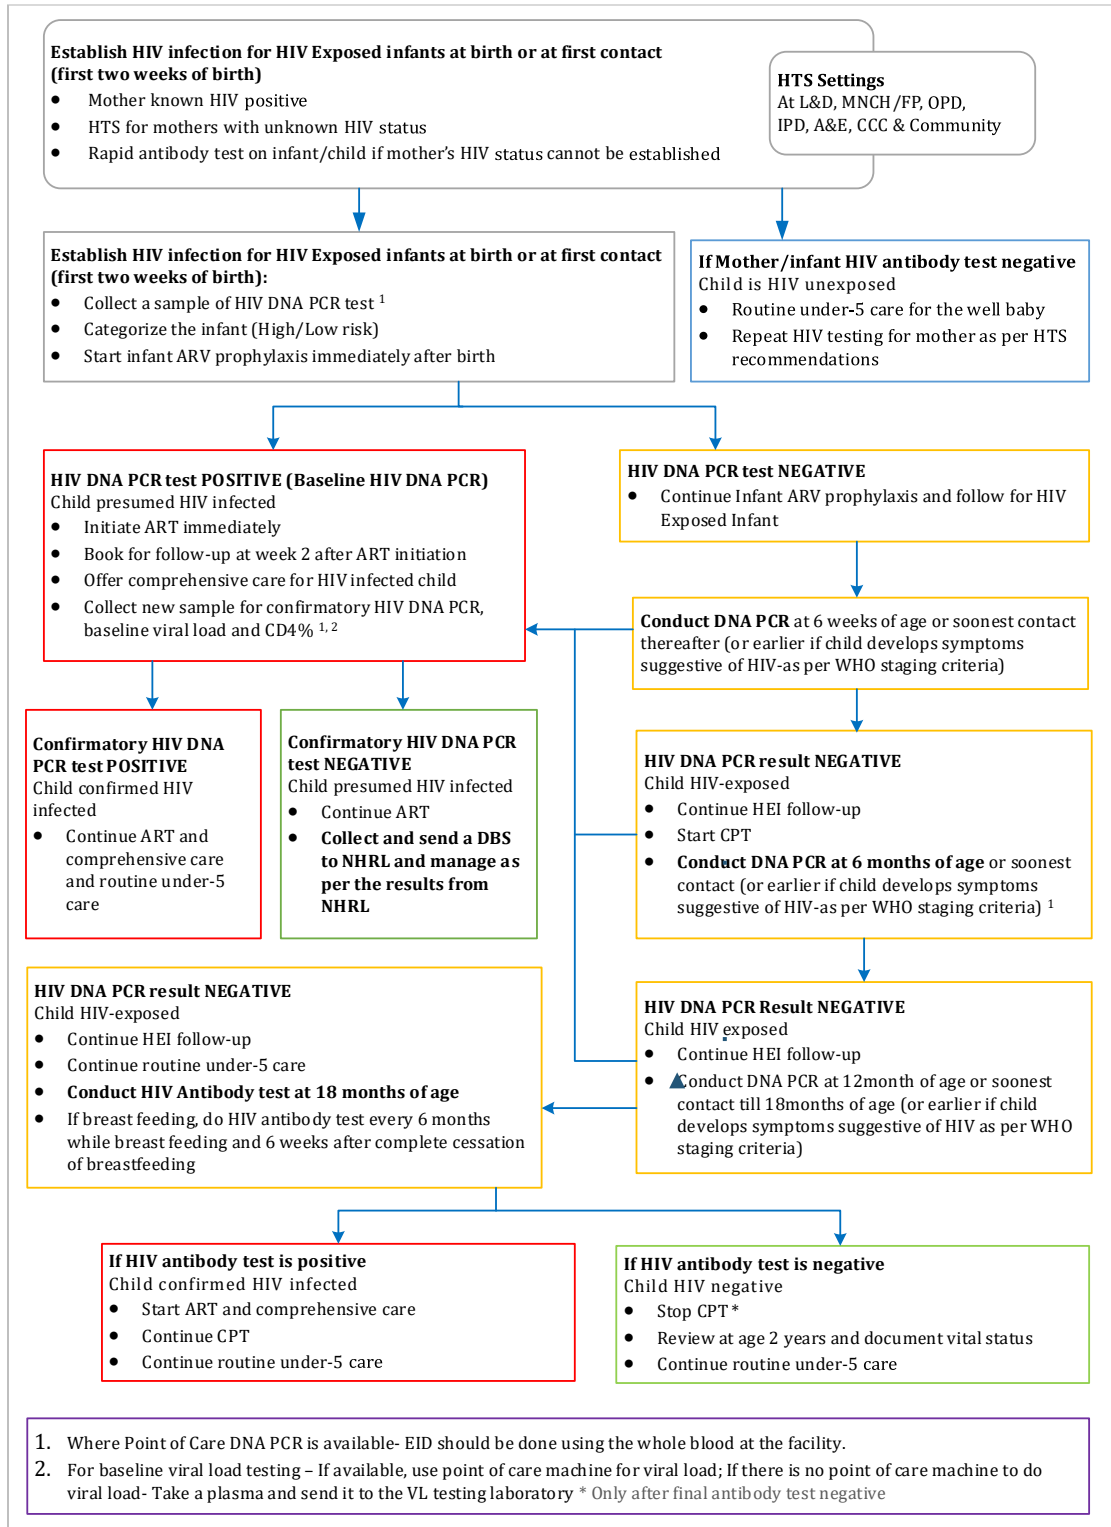 Establish HIV infection for HIV Exposed infants at birth or at first contact
(first two weeks of birth)
● Mother known HIV positive
● HTS for mothers with unknown HIV status
● Rapid antibody test on infant/child if mother's HIV status cannot be established
HTS Settings
At L&D, MNCH/FP, OPD,
IPD, A&E, CCC & Community
Establish HIV infection for HIV Exposed infants at birth or at first contact
(first two weeks of birth):
● Collect a sample of HIV DNA PCR test 1
● Categorize the infant (High/Low risk)
● Start infant ARV prophylaxis immediately after birth
If Mother/infant HIV antibody test negative
Child is HIV unexposed
● Routine under-5 care for the well baby
● Repeat HIV testing for mother as per HTS
recommendations
HIV DNA PCR test POSITIVE (Baseline HIV DNA PCR)
Child presumed HIV infected
● Initiate ART immediately
● Book for follow-up at week 2 after ART initiation
● Offer comprehensive care for HIV infected child
● Collect new sample for confirmatory HIV DNA PCR,
baseline viral load and CD4% 1, 2
HIV DNA PCR test NEGATIVE
● Continue Infant ARV prophylaxis and follow for HIV
Exposed Infant
Conduct DNA PCR at 6 weeks of age or soonest contact
thereafter (or earlier if child develops symptoms
suggestive of HIV-as per WHO staging criteria)
Confirmatory HIV DNA
PCR test POSITIVE
Child confirmed HIV
infected
● Continue ART and
comprehensive care
and routine under-5
care
Confirmatory HIV DNA PCR
test NEGATIVE
Child presumed HIV infected
● Continue ART
● Collect and send a DBS
to NHRL and manage as
per the results from
NHRL
HIV DNA PCR result NEGATIVE
Child HIV-exposed
● Continue HEI follow-up
● Start CPT
● Conduct DNA PCR at 6 months of age or soonest
contact (or earlier if child develops symptoms
suggestive of HIV-as per WHO staging criteria) 1
HIV DNA PCR result NEGATIVE
Child HIV-exposed
● Continue HEI follow-up
● Continue routine under-5 care
● Conduct HIV Antibody test at 18 months of age
● If breast feeding, do HIV antibody test every 6 months
while breast feeding and 6 weeks after complete cessation
of breastfeeding
HIV DNA PCR Result NEGATIVE
Child HIV exposed
● Continue HEI follow-up
● Conduct DNA PCR at 12month of age or soonest
contact till 18months of age (or earlier if child
develops symptoms suggestive of HIV as per WHO
staging criteria)
If HIV antibody test is positive
Child confirmed HIV infected
● Start ART and comprehensive care
● Continue CPT
● Continue routine under-5 care
If HIV antibody test is negative
Child HIV negative
● Stop CPT *
● Review at age 2 years and document vital status
● Continue routine under-5 care
1. Where Point of Care DNA PCR is available- EID should be done using the whole blood at the facility.
2. For baseline viral load testing – If available, use point of care machine for viral load; If there is no point of care machine to do
viral load- Take a plasma and send it to the VL testing laboratory * Only after final antibody test negative